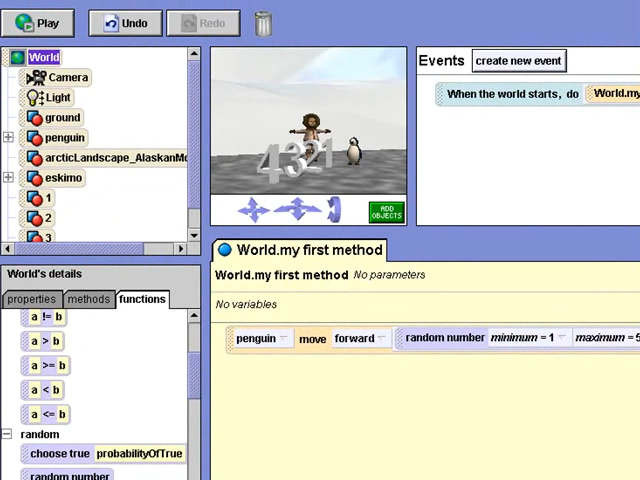 Play Undo Redo
World
Camera
Light
ground
penguin
arcticLandscape_AlaskanMo
eskimo
1
2
3
4321
ADD
OBJECTS
Events create new event
When the world starts, do World.my
World's details
properties methods functions
a != b
a > b
a >= b
a < b
a <= b
random
choose true probabilityOfTrue
random number
World.my first method
World.my first method No parameters
No variables
penguin move forward random number minimum = 1 maximum = 5